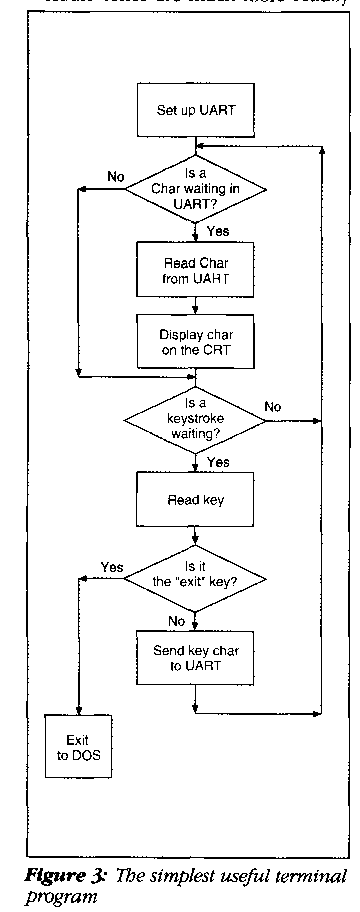 Set up UART
Is a
Char waiting in
UART?
No
Yes
Read Char
from UART
Display char
on the CRT
Is a
keystroke
waiting?
No
Yes
Read key
Is it
the "exit" key?
Yes
No
Send key char
to UART
Exit
to DOS
Figure 3: The simplest useful terminal
program